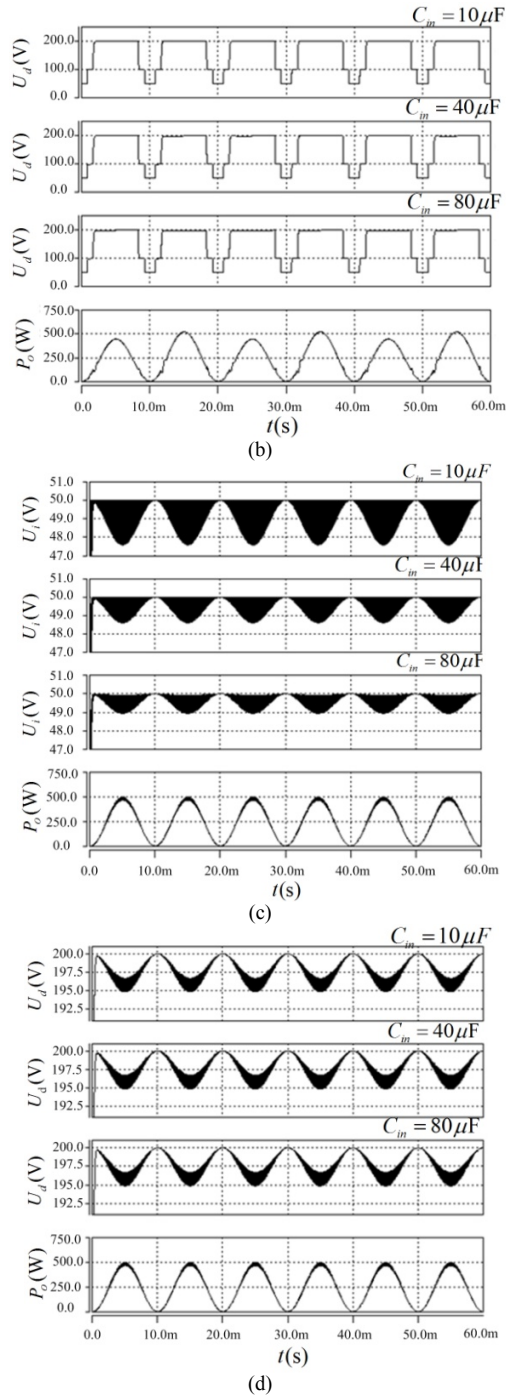 C_in = 10μF
200.0
100.0
0.0
U_d(V)
C_in = 40μF
200.0
100.0
0.0
U_d(V)
C_in = 80μF
200.0
100.0
0.0
U_d(V)
750.0
500.0
250.0
0.0
P_o(W)
0.0 10.0m 20.0m 30.0m 40.0m 50.0m 60.0m
t(s)
(b)
C_in = 10μF
51.0
50.0
49.0
48.0
47.0
U_i(V)
C_in = 40μF
51.0
50.0
49.0
48.0
47.0
U_i(V)
C_in = 80μF
51.0
50.0
49.0
48.0
47.0
U_i(V)
750.0
500.0
250.0
0.0
P_o(W)
0.0 10.0m 20.0m 30.0m 40.0m 50.0m 60.0m
t(s)
(c)
C_in = 10μF
200.0
197.5
195.0
192.5
U_d(V)
C_in = 40μF
200.0
197.5
195.0
192.5
U_d(V)
C_in = 80μF
200.0
197.5
195.0
192.5
U_d(V)
750.0
500.0
250.0
0.0
P_o(W)
0.0 10.0m 20.0m 30.0m 40.0m 50.0m 60.0m
t(s)
(d)